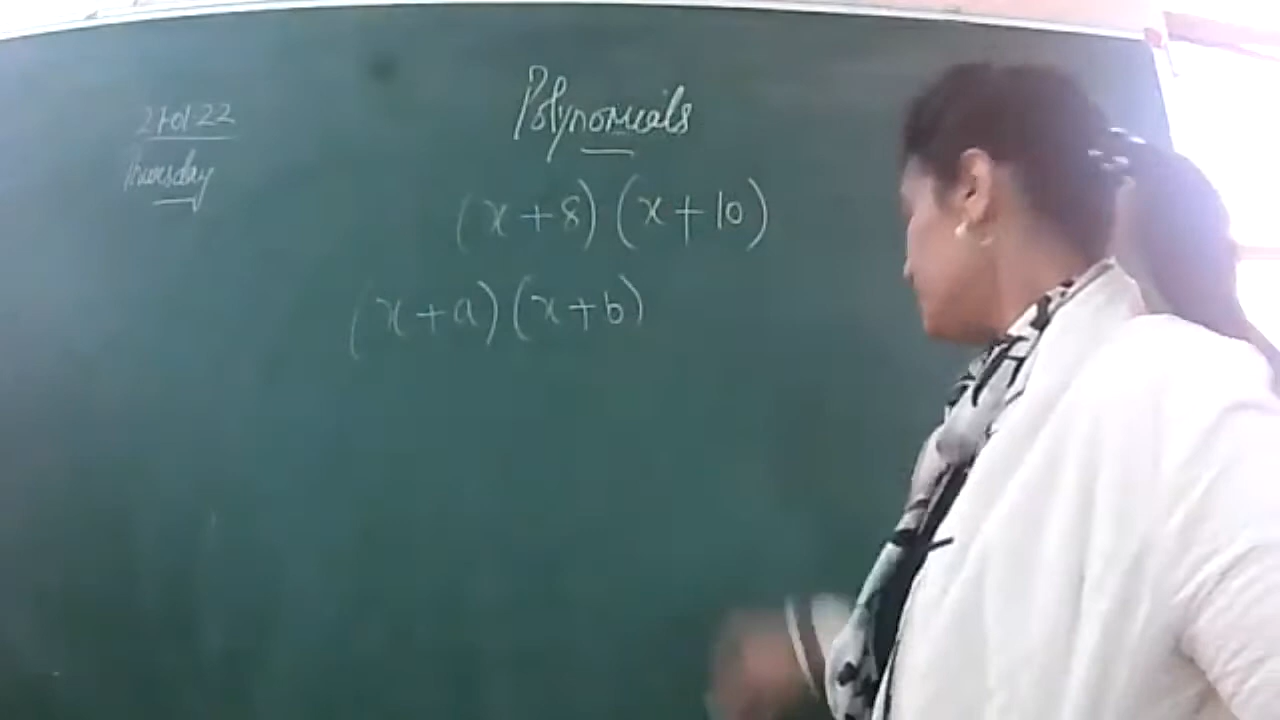 Polynomials
27.01.22
Thursday
(x+8)(x+10)
(x+a)(x+b)